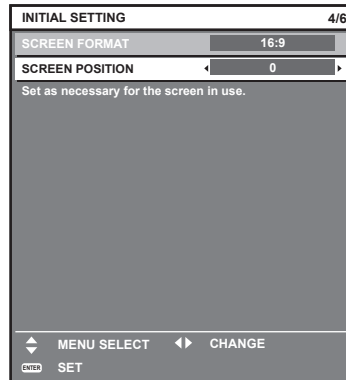 INITIAL SETTING 4/6
SCREEN FORMAT 16:9
SCREEN POSITION 0
Set as necessary for the screen in use.
MENU SELECT CHANGE
ENTER SET